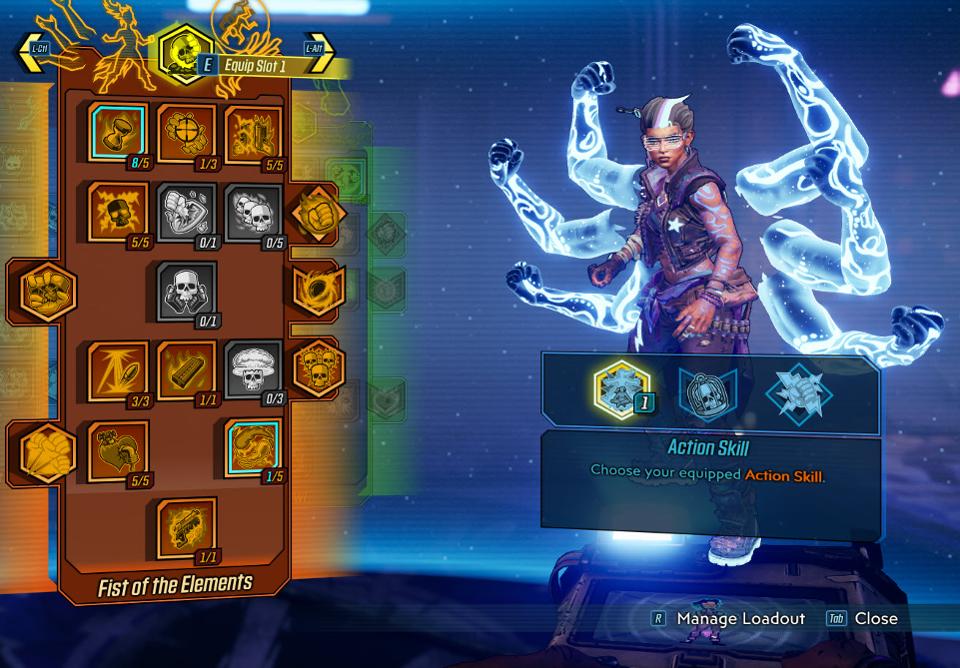 L-Ctl
E Equip Slot 1
L-Alt
8/5
1/3
5/5
5/5
0/1
0/5
0/1
3/3
1/1
0/3
5/5
1/5
1/1
Fist of the Elements
1
Action Skill
Choose your equipped Action Skill.
R Manage Loadout
Tab Close